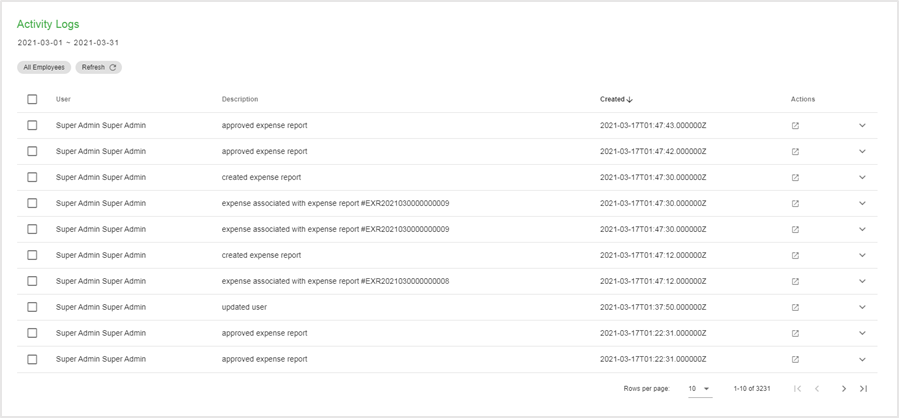 Activity Logs
2021-03-01 ~ 2021-03-31
All Employees Refresh
User Description Created Actions
Super Admin Super Admin approved expense report 2021-03-17T01:47:43.000000Z
Super Admin Super Admin approved expense report 2021-03-17T01:47:42.000000Z
Super Admin Super Admin created expense report 2021-03-17T01:47:30.000000Z
Super Admin Super Admin expense associated with expense report #EXR2021030000000009 2021-03-17T01:47:30.000000Z
Super Admin Super Admin expense associated with expense report #EXR2021030000000009 2021-03-17T01:47:30.000000Z
Super Admin Super Admin created expense report 2021-03-17T01:47:12.000000Z
Super Admin Super Admin expense associated with expense report #EXR2021030000000008 2021-03-17T01:47:12.000000Z
Super Admin Super Admin updated user 2021-03-17T01:37:50.000000Z
Super Admin Super Admin approved expense report 2021-03-17T01:22:31.000000Z
Super Admin Super Admin approved expense report 2021-03-17T01:22:31.000000Z
Rows per page: 10 1-10 of 3231